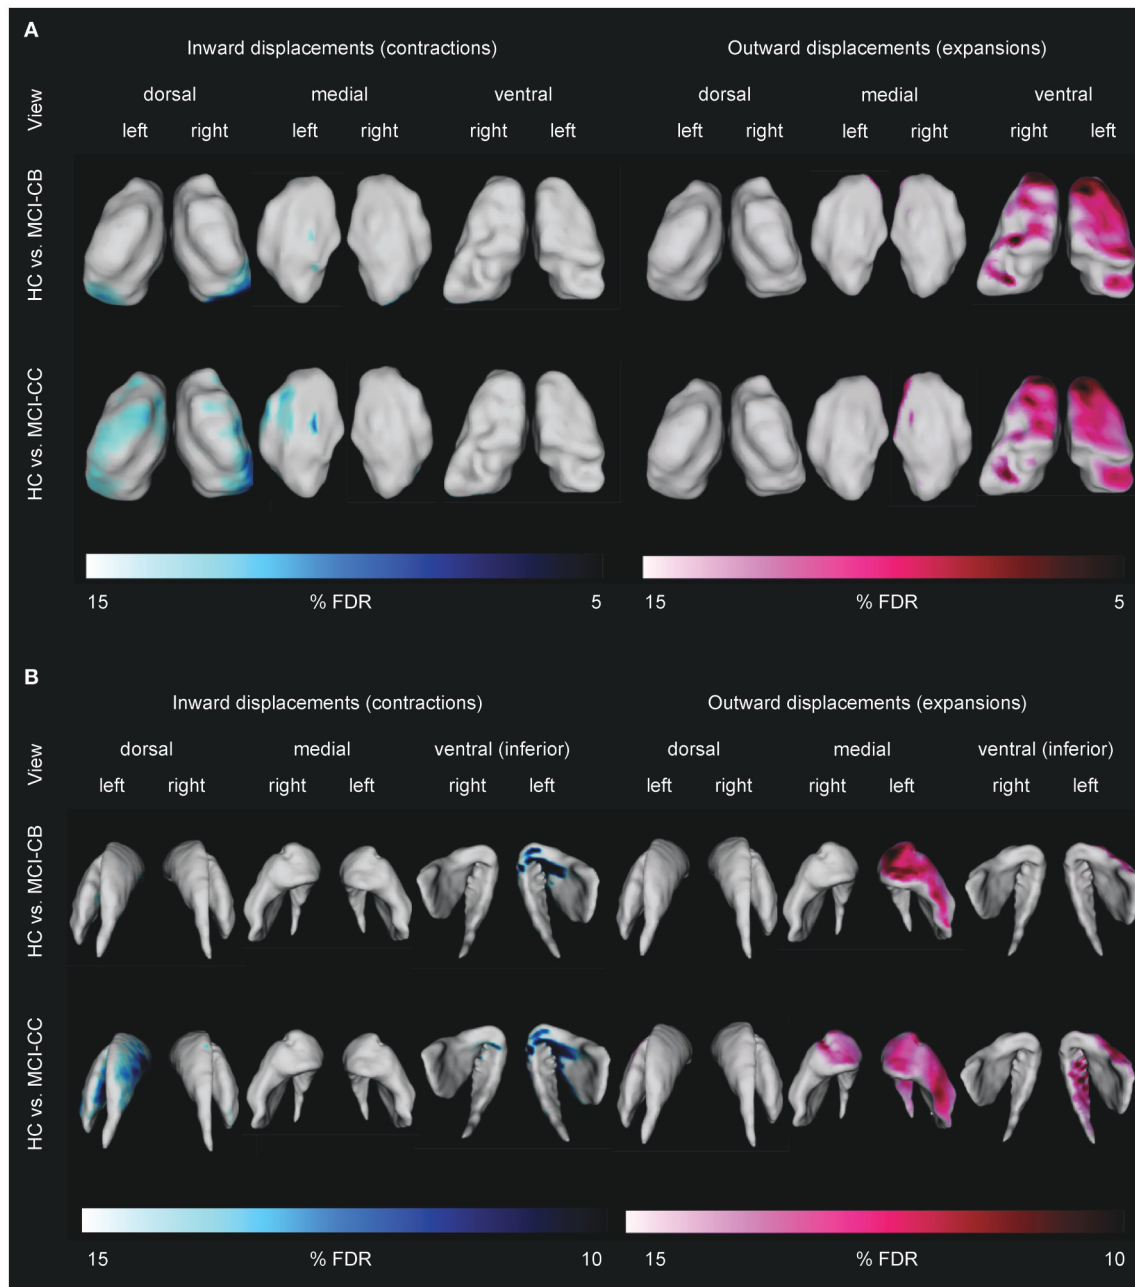 A
Inward displacements (contractions) Outward displacements (expansions)
View dorsal medial ventral dorsal medial ventral
left right left right right left left right left right right left
HC vs. MCI-CB
HC vs. MCI-CC
15 % FDR 5 15 % FDR 5
B
Inward displacements (contractions) Outward displacements (expansions)
View dorsal medial ventral (inferior) dorsal medial ventral (inferior)
left right right left right left left right right left right left
HC vs. MCI-CB
HC vs. MCI-CC
15 % FDR 10 15 % FDR 10